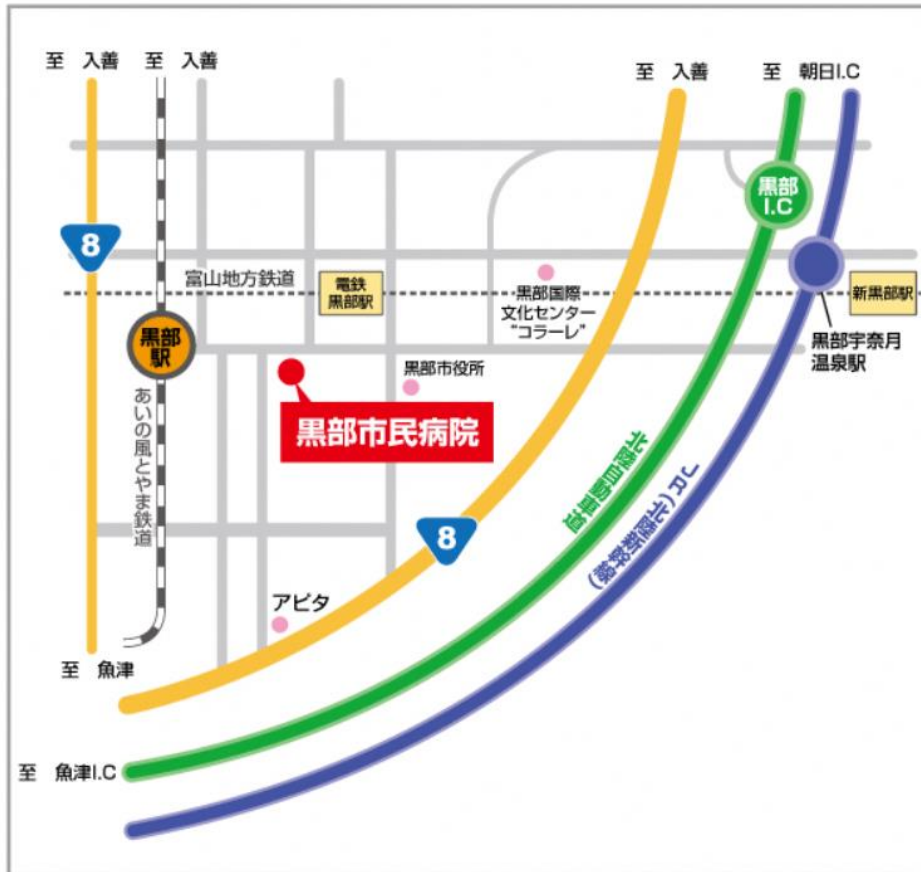 至 入善
至 入善
至 入善
至 朝日I.C
黒部
I.C
8
富山地方鉄道
電鉄
黒部駅
黒部国際
文化センター
“コラーレ”
新黒部駅
黒部
駅
黒部宇奈月
温泉駅
黒部市役所
黒部市民病院
あいの風とやま鉄道
北陸自動車道
JR(北陸新幹線)
8
アピタ
至 魚津
至 魚津I.C